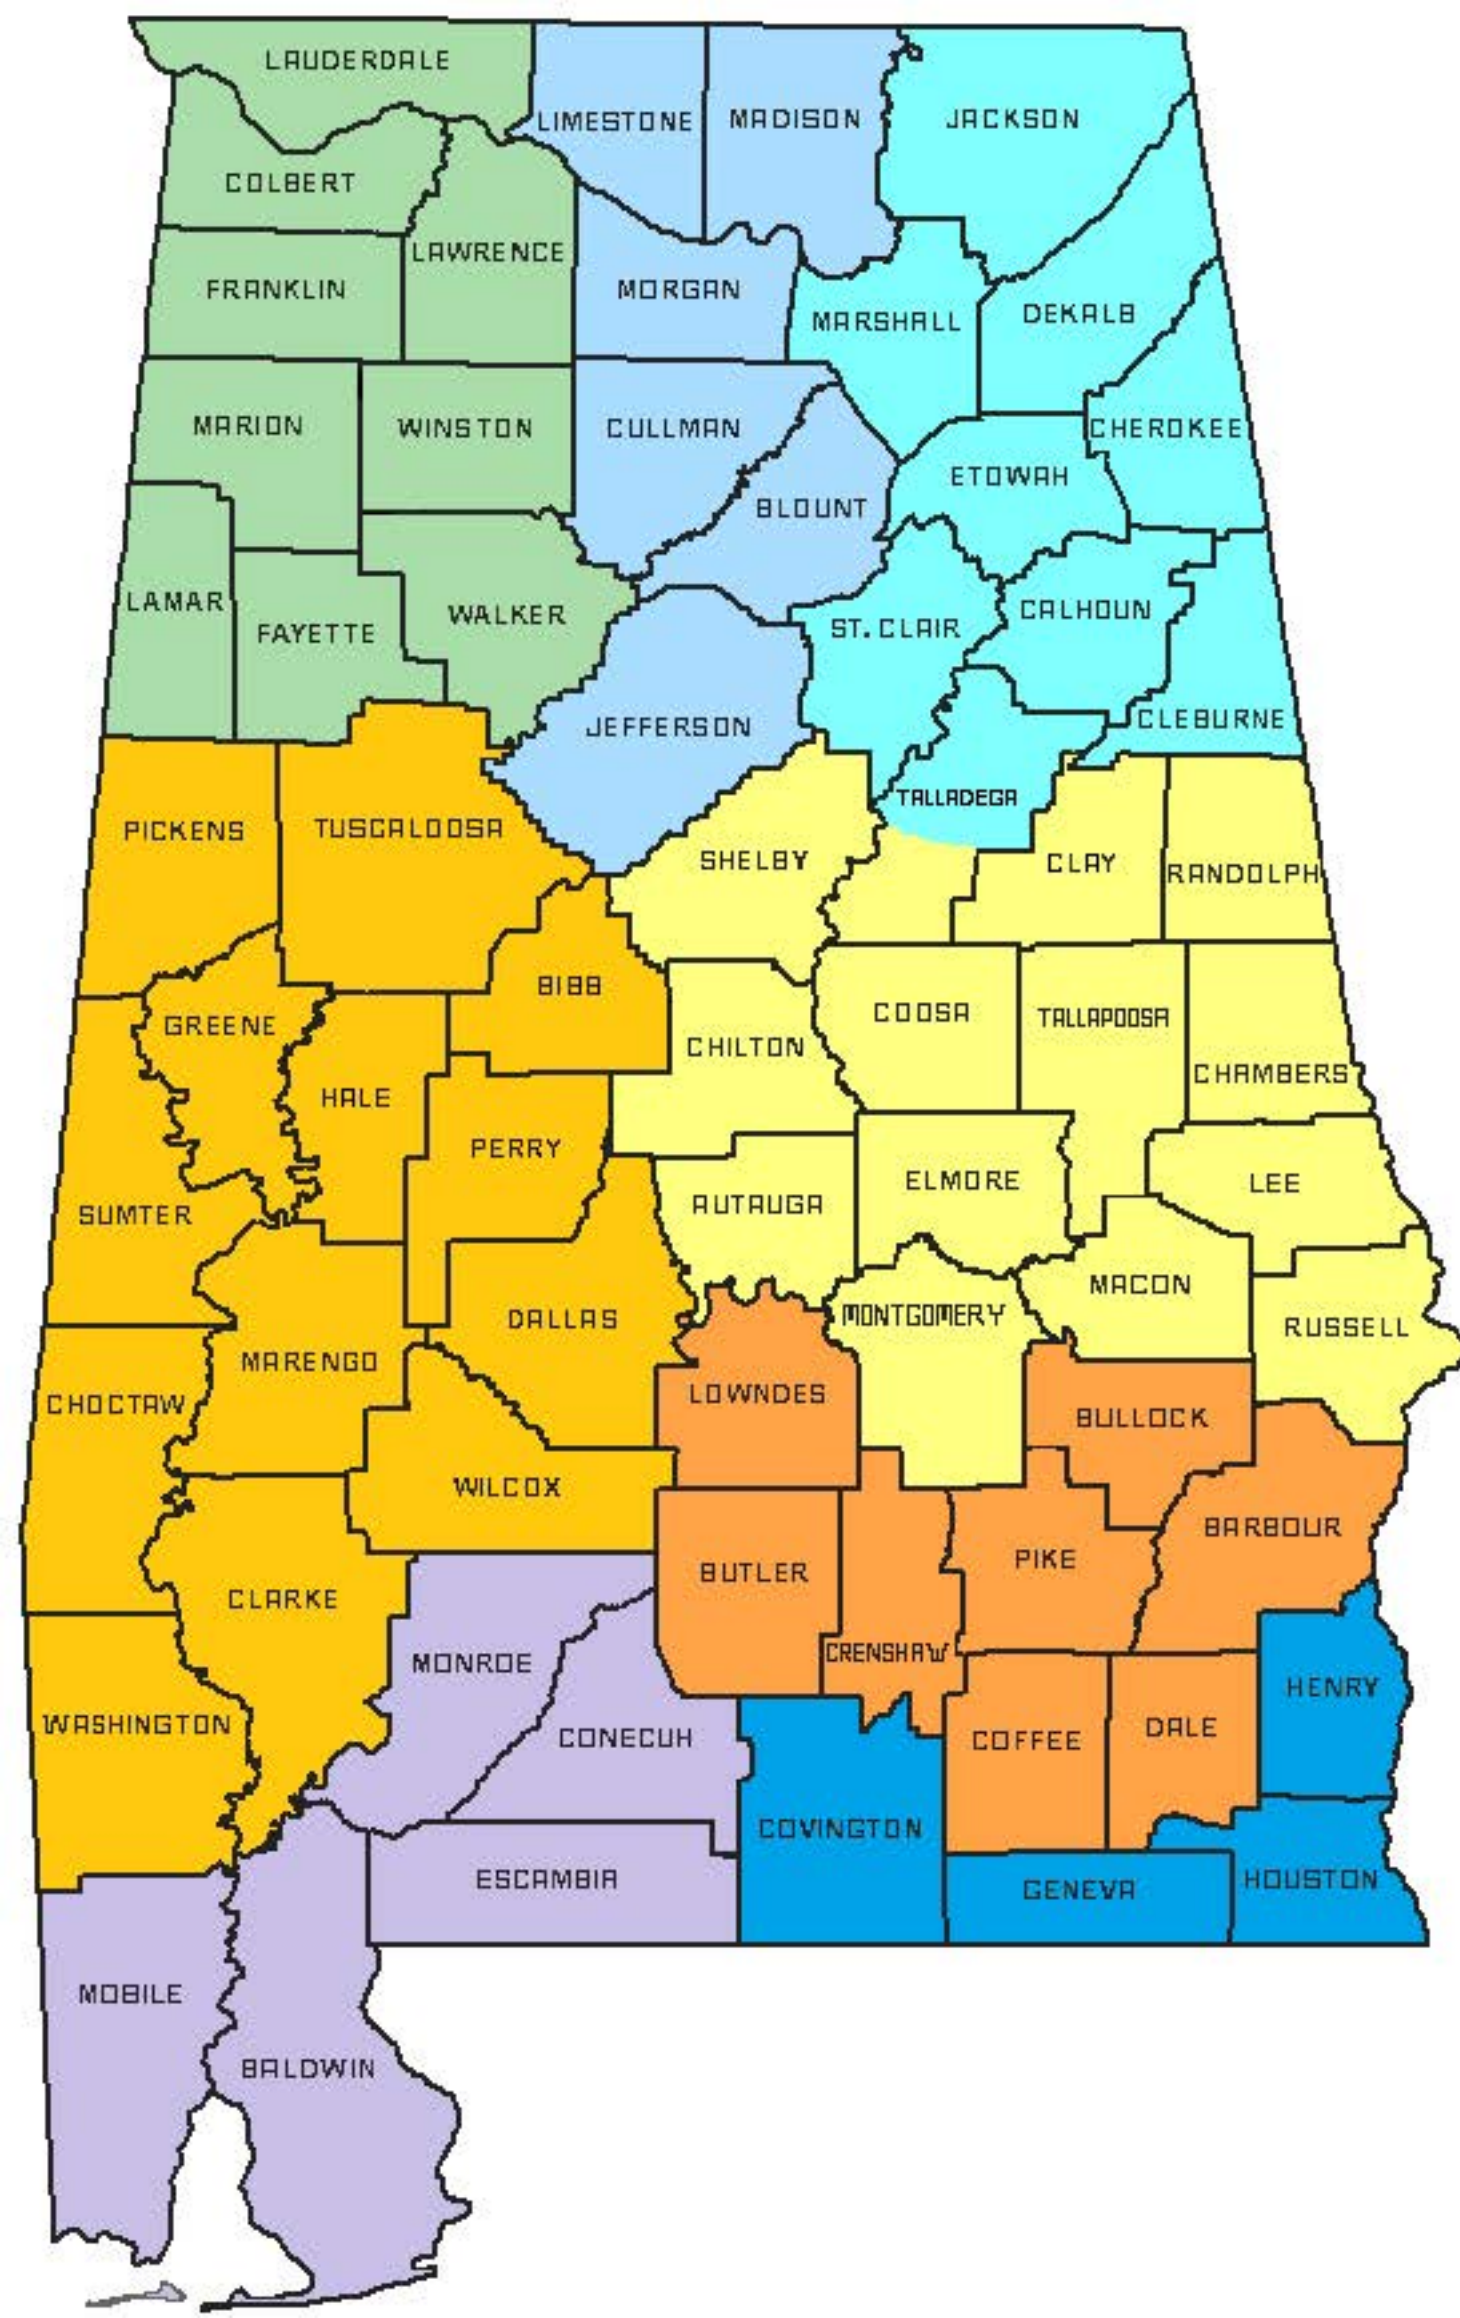 LAUDERDALE
LIMESTONE
MADISON
JACKSON
COLBERT
LAWRENCE
FRANKLIN
MORGAN
MARSHALL
DEKALB
MARION
WINSTON
CULLMAN
CHEROKEE
ETOWAH
BLOUNT
LAMAR
FAYETTE
WALKER
ST. CLAIR
CALHOUN
JEFFERSON
CLEBURNE
TALLADEGA
PICKENS
TUSCALOOSA
SHELBY
CLAY
RANDOLPH
BIBB
GREENE
COOSA
TALLAPOOSA
CHILTON
CHAMBERS
HALE
PERRY
ELMORE
LEE
AUTAUGA
SUMTER
MACON
DALLAS
MONTGOMERY
RUSSELL
MARENGO
CHOCTAW
LOWNDES
BULLOCK
WILCOX
BARBOUR
PIKE
BUTLER
CLARKE
MONROE
CRENSHAW
HENRY
WASHINGTON
CONECUH
COFFEE
DALE
COVINGTON
ESCAMBIA
GENEVA
HOUSTON
MOBILE
BALDWIN